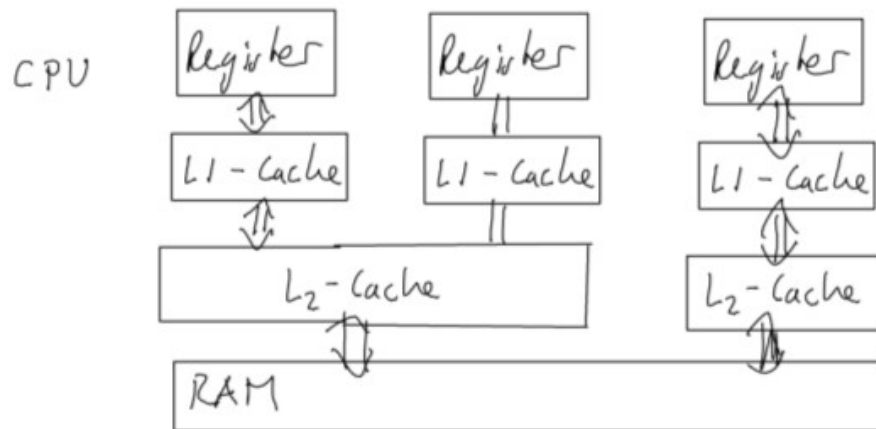 Register Register Register
CPU
L1-Cache L1-Cache L1-Cache
L2-Cache L2-Cache
RAM